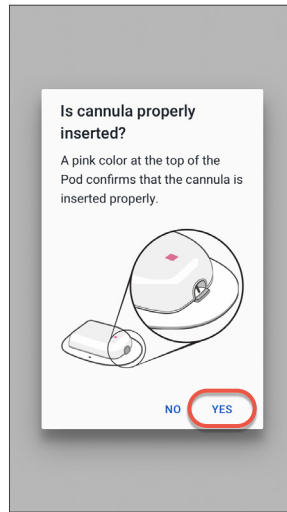 Is cannula properly
inserted?
A pink color at the top of the
Pod confirms that the cannula is
inserted properly.
NO YES